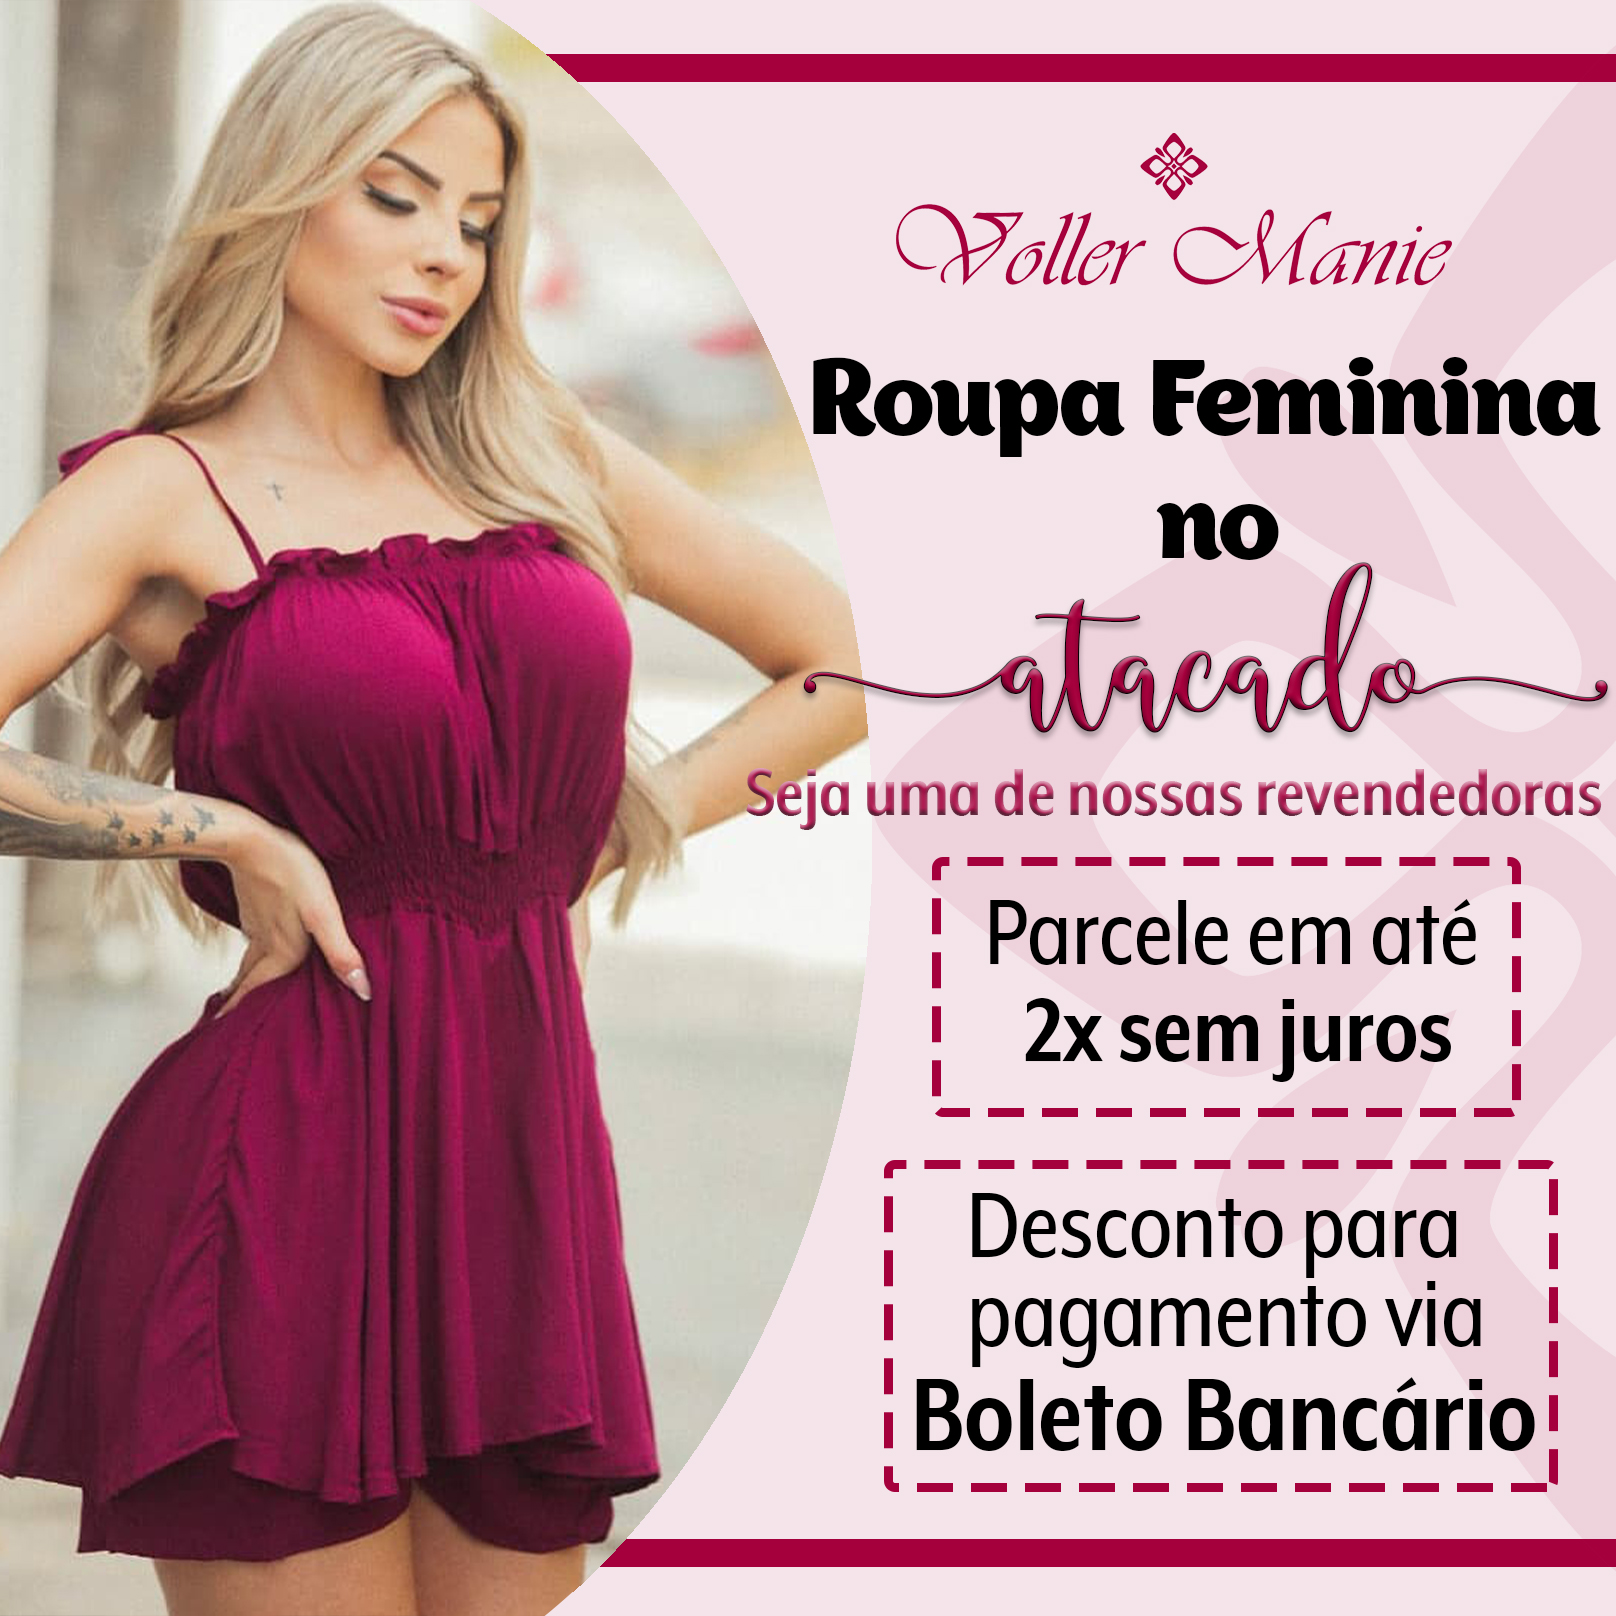 Voller Manie
Roupa Feminina
no
atacado
Seja uma de nossas revendedoras
Parcele em até
2x sem juros
Desconto para
pagamento via
Boleto Bancário